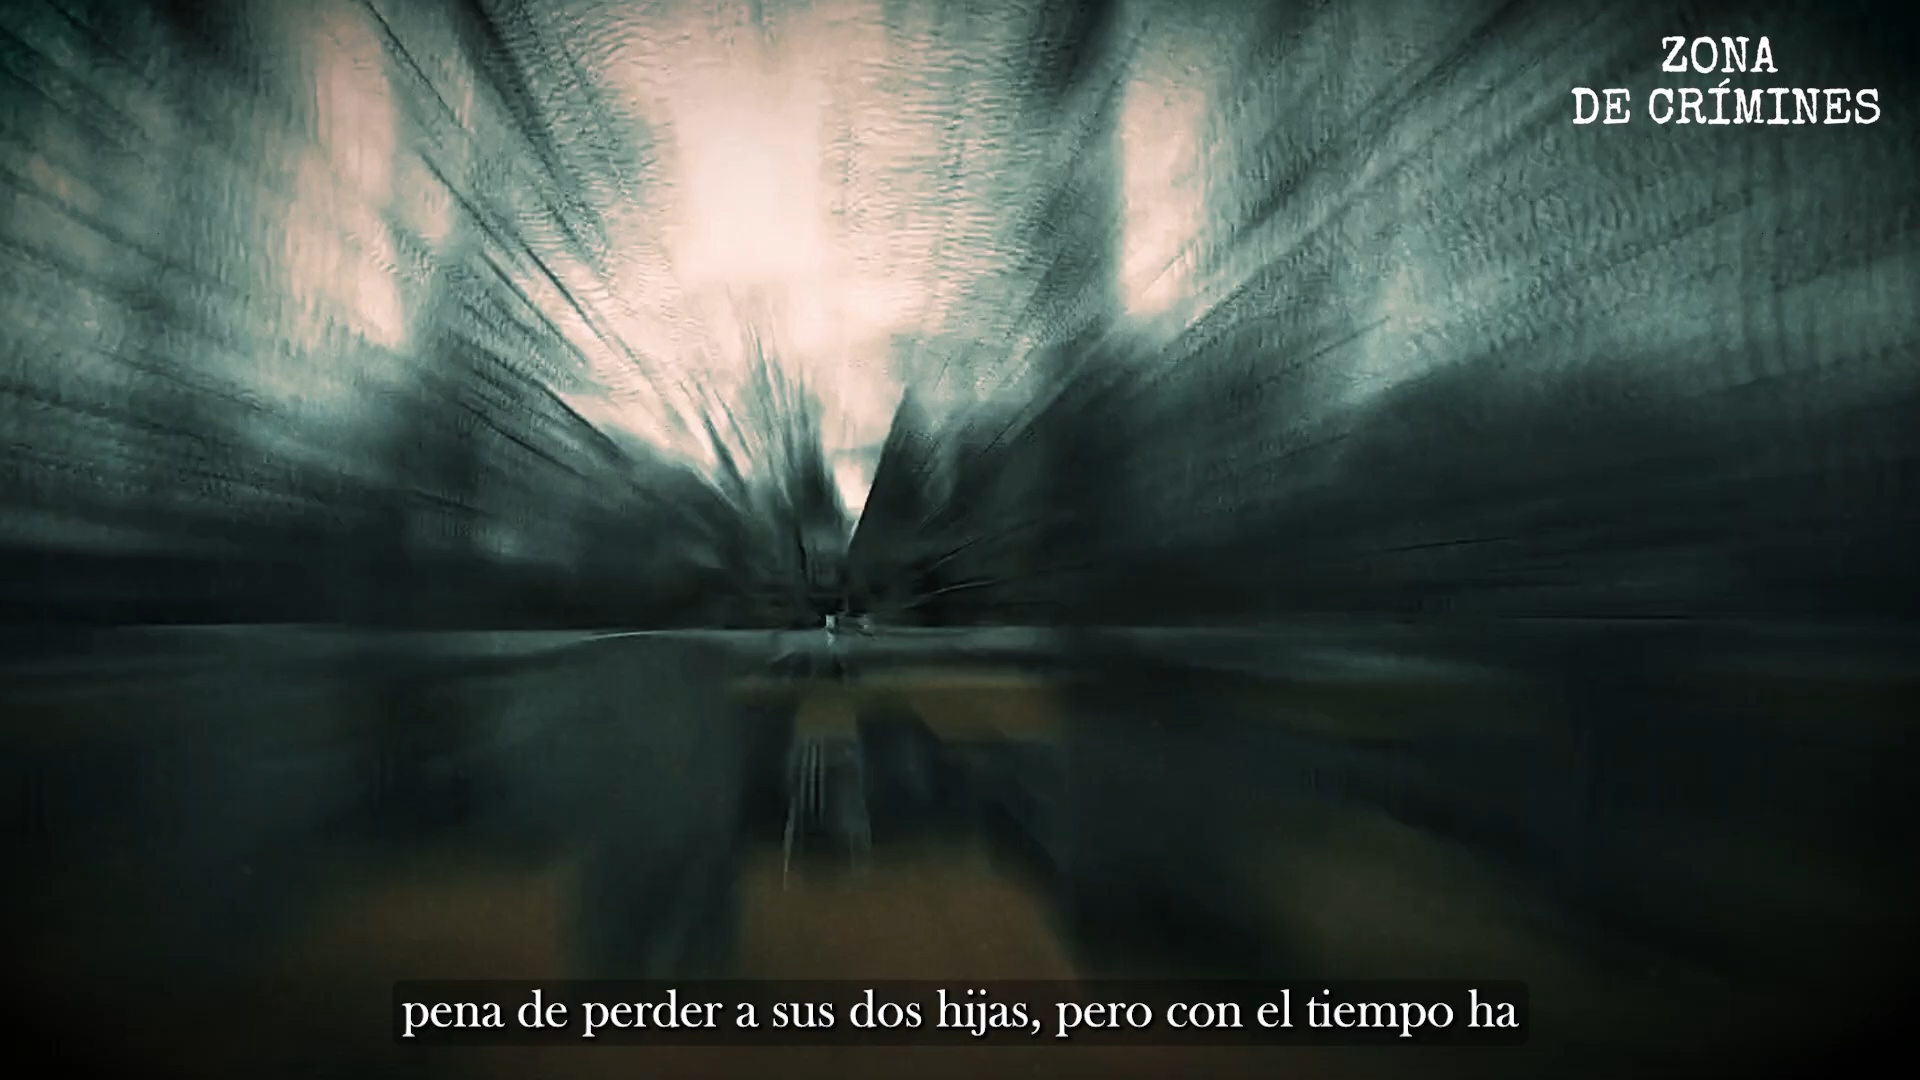 ZONA
DE CRÍMINES
pena de perder a sus dos hijas, pero con el tiempo ha